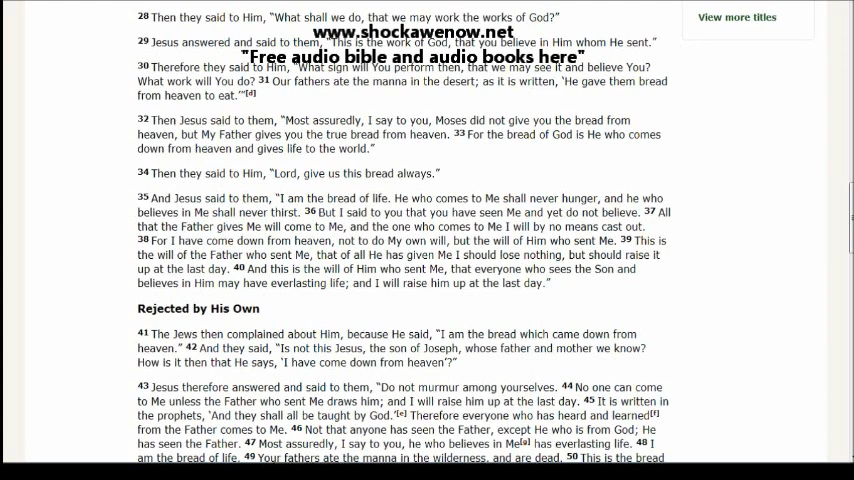 28 Then they said to Him, “What shall we do, that we may work the works of God?”
View more titles
www.shockawenow.net
29 Jesus answered and said to them, “This is the work of God, that you believe in Him whom He sent.”
"Free audio bible and audio books here"
30 Therefore they said to Him, “What sign will You perform then, that we may see it and believe You?
What work will You do? 31 Our fathers ate the manna in the desert; as it is written, ‘He gave them bread
from heaven to eat.’”[d]
32 Then Jesus said to them, “Most assuredly, I say to you, Moses did not give you the bread from
heaven, but My Father gives you the true bread from heaven. 33 For the bread of God is He who comes
down from heaven and gives life to the world.”
34 Then they said to Him, “Lord, give us this bread always.”
35 And Jesus said to them, “I am the bread of life. He who comes to Me shall never hunger, and he who
believes in Me shall never thirst. 36 But I said to you that you have seen Me and yet do not believe. 37 All
that the Father gives Me will come to Me, and the one who comes to Me I will by no means cast out.
38 For I have come down from heaven, not to do My own will, but the will of Him who sent Me. 39 This is
the will of the Father who sent Me, that of all He has given Me I should lose nothing, but should raise it
up at the last day. 40 And this is the will of Him who sent Me, that everyone who sees the Son and
believes in Him may have everlasting life; and I will raise him up at the last day.”
Rejected by His Own
41 The Jews then complained about Him, because He said, “I am the bread which came down from
heaven.” 42 And they said, “Is not this Jesus, the son of Joseph, whose father and mother we know?
How is it then that He says, ‘I have come down from heaven’?”
43 Jesus therefore answered and said to them, “Do not murmur among yourselves. 44 No one can come
to Me unless the Father who sent Me draws him; and I will raise him up at the last day. 45 It is written in
the prophets, ‘And they shall all be taught by God.’[e] Therefore everyone who has heard and learned[f]
from the Father comes to Me. 46 Not that anyone has seen the Father, except He who is from God; He
has seen the Father. 47 Most assuredly, I say to you, he who believes in Me[g] has everlasting life. 48 I
am the bread of life. 49 Your fathers ate the manna in the wilderness, and are dead. 50 This is the bread